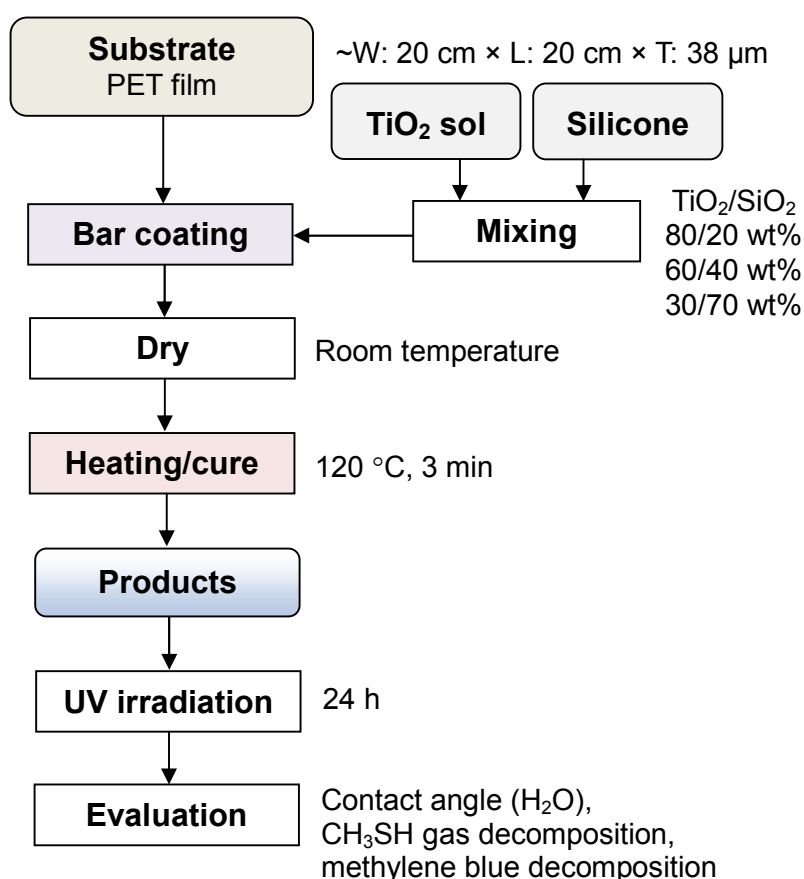 Substrate
PET film
~W: 20 cm × L: 20 cm × T: 38 µm
TiO₂ sol
Silicone
Bar coating
Mixing
TiO₂/SiO₂
80/20 wt%
60/40 wt%
30/70 wt%
Dry
Room temperature
Heating/cure
120 °C, 3 min
Products
UV irradiation
24 h
Evaluation
Contact angle (H₂O),
CH₃SH gas decomposition,
methylene blue decomposition